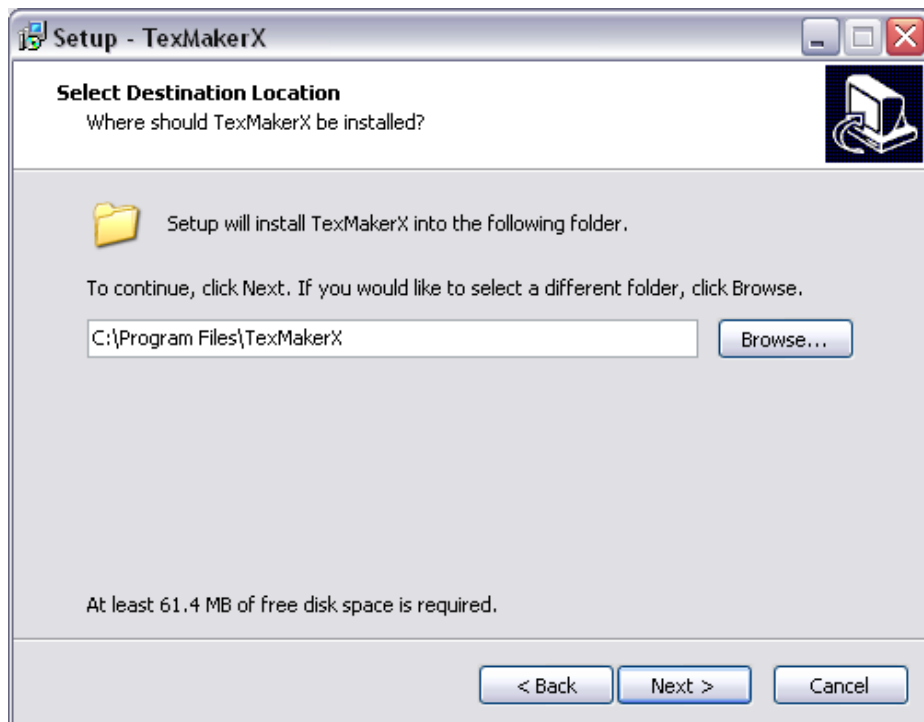 Setup - TexMakerX
Select Destination Location
Where should TexMakerX be installed?
Setup will install TexMakerX into the following folder.
To continue, click Next. If you would like to select a different folder, click Browse.
C:\Program Files\TexMakerX
Browse...
At least 61.4 MB of free disk space is required.
< Back
Next >
Cancel